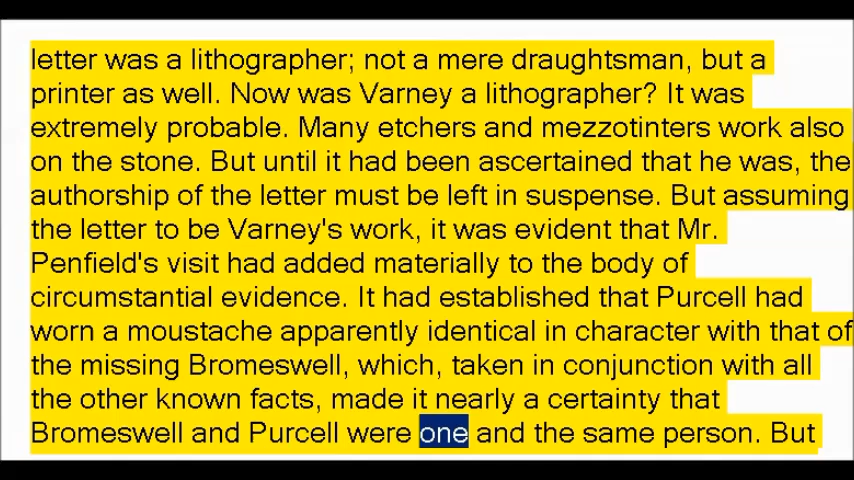 letter was a lithographer; not a mere draughtsman, but a
printer as well. Now was Varney a lithographer? It was
extremely probable. Many etchers and mezzotinters work also
on the stone. But until it had been ascertained that he was, the
authorship of the letter must be left in suspense. But assuming
the letter to be Varney's work, it was evident that Mr.
Penfield's visit had added materially to the body of
circumstantial evidence. It had established that Purcell had
worn a moustache apparently identical in character with that of
the missing Bromeswell, which, taken in conjunction with all
the other known facts, made it nearly a certainty that
Bromeswell and Purcell were one and the same person. But